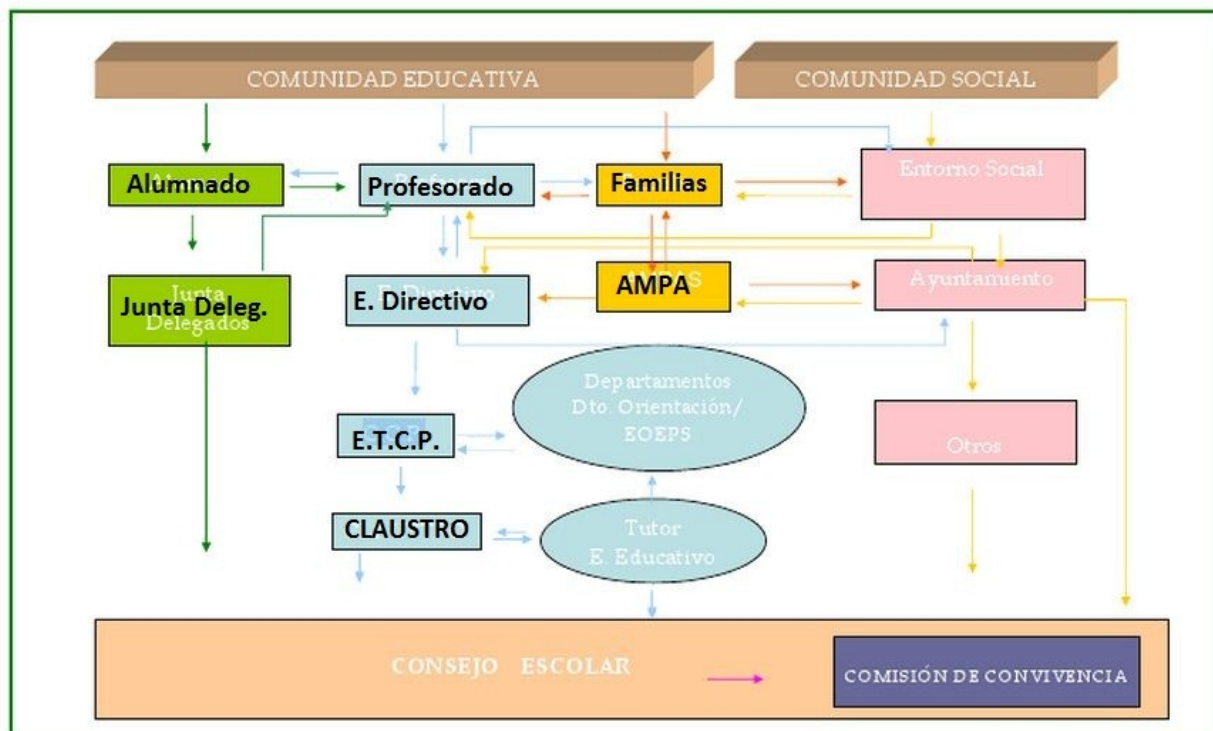 COMUNIDAD EDUCATIVA
COMUNIDAD SOCIAL
Alumnado
Profesorado
Familias
Entorno Social
Junta
Junta Deleg.
Delegados
E. Directivo
E. Directivo
AMPA
Ayuntamiento
Departamentos
Dto. Orientación/
EOEPS
E.T.C.P.
Otros
CLAUSTRO
Tutor
E. Educativo
CONSEJO ESCOLAR
COMISIÓN DE CONVIVENCIA